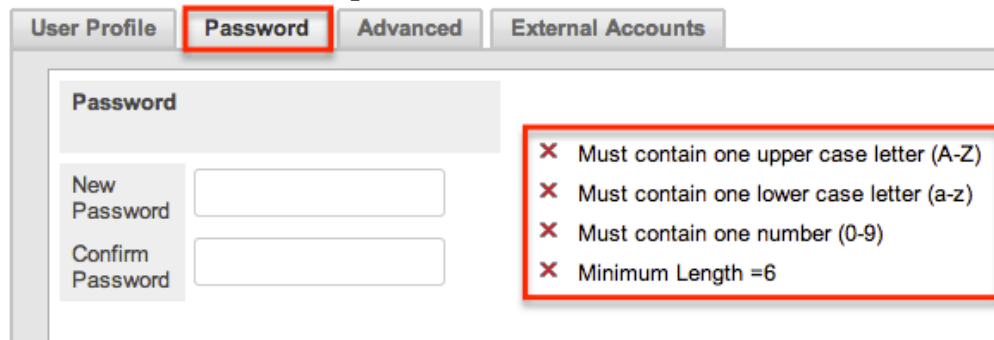 User Profile Password Advanced External Accounts
Password
Must contain one upper case letter (A-Z)
Must contain one lower case letter (a-z)
Must contain one number (0-9)
Minimum Length =6
New
Password
Confirm
Password